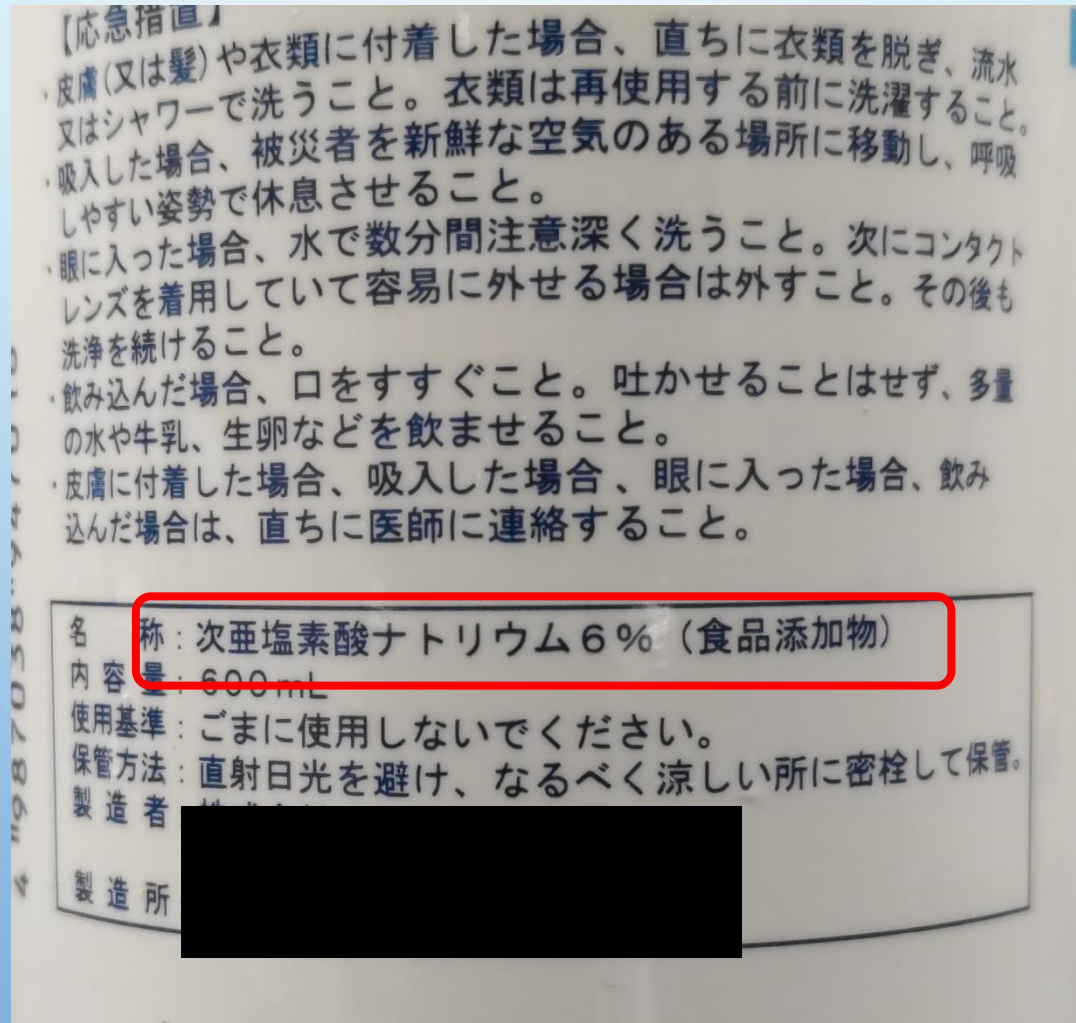 【応急措置】
・皮膚(又は髪)や衣類に付着した場合、直ちに衣類を脱ぎ、流水
又はシャワーで洗うこと。衣類は再使用する前に洗濯すること。
・吸入した場合、被災者を新鮮な空気のある場所に移動し、呼吸
しやすい姿勢で休息させること。
・眼に入った場合、水で数分間注意深く洗うこと。次にコンタクト
レンズを着用していて容易に外せる場合は外すこと。その後も
洗浄を続けること。
・飲み込んだ場合、口をすすぐこと。吐かせることはせず、多量
の水や牛乳、生卵などを飲ませること。
・皮膚に付着した場合、吸入した場合、眼に入った場合、飲み
込んだ場合は、直ちに医師に連絡すること。
名称：次亜塩素酸ナトリウム６％（食品添加物）
内容量：600mL
使用基準：ごまに使用しないでください。
保管方法：直射日光を避け、なるべく涼しい所に密栓して保管。
製造者
製造所